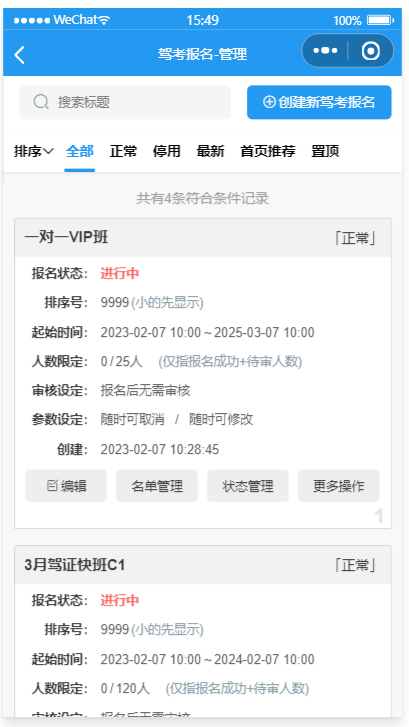 WeChat 15:49 100%
驾考报名-管理
搜索标题 创建新驾考报名
排序 全部 正常 停用 最新 首页推荐 置顶
共有4条符合条件记录
一对一VIP班 「正常」
报名状态： 进行中
排序号： 9999 (小的先显示)
起始时间： 2023-02-07 10:00 ~ 2025-03-07 10:00
人数限定： 0 / 25人 (仅指报名成功+待审人数)
审核设定： 报名后无需审核
参数设定： 随时可取消 / 随时可修改
创建： 2023-02-07 10:28:45
编辑 名单管理 状态管理 更多操作
1
3月驾证快班C1 「正常」
报名状态： 进行中
排序号： 9999 (小的先显示)
起始时间： 2023-02-07 10:00 ~ 2024-02-07 10:00
人数限定： 0 / 120人 (仅指报名成功+待审人数)
审核设定： 报名后无需审核